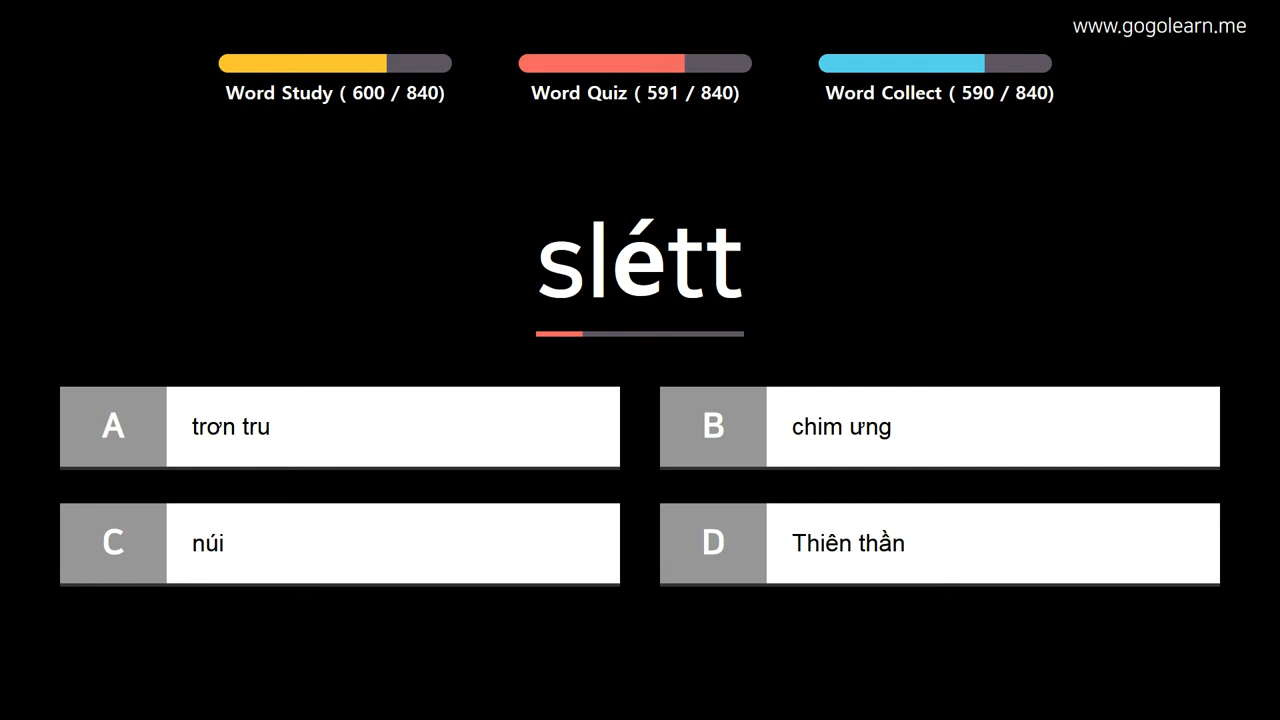 www.gogolearn.me
Word Study ( 600 / 840)
Word Quiz ( 591 / 840)
Word Collect ( 590 / 840)
slétt
A trơn tru
B chim ưng
C núi
D Thiên thần